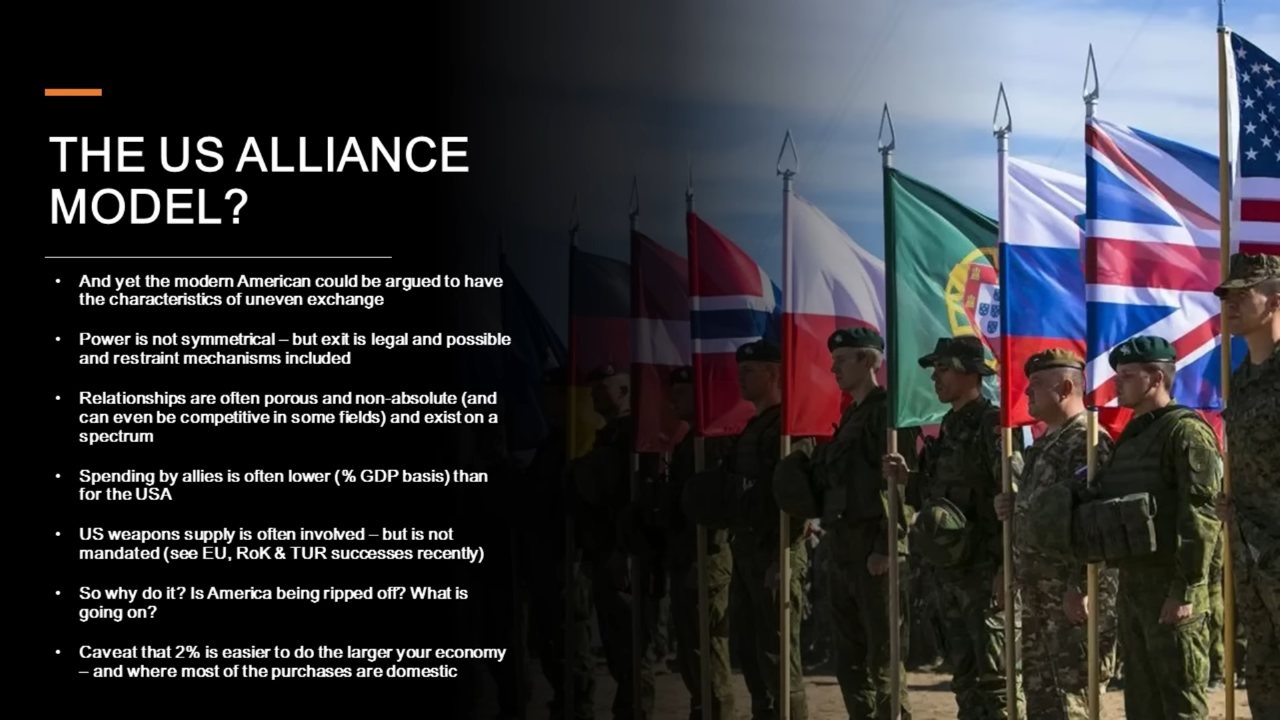 THE US ALLIANCE
MODEL?
• And yet the modern American could be argued to have
the characteristics of uneven exchange
• Power is not symmetrical – but exit is legal and possible
and restraint mechanisms included
• Relationships are often porous and non-absolute (and
can even be competitive in some fields) and exist on a
spectrum
• Spending by allies is often lower (% GDP basis) than
for the USA
• US weapons supply is often involved – but is not
mandated (see EU, RoK & TUR successes recently)
• So why do it? Is America being ripped off? What is
going on?
• Caveat that 2% is easier to do the larger your economy
– and where most of the purchases are domestic